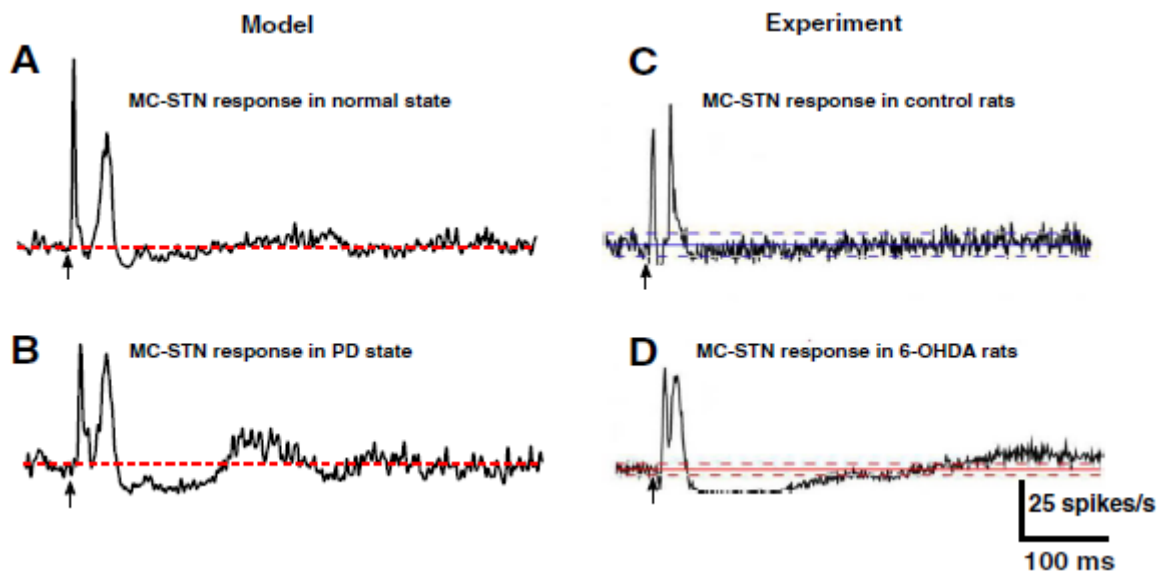 Model
Experiment
A
MC-STN response in normal state
C
MC-STN response in control rats
B
MC-STN response in PD state
D
MC-STN response in 6-OHDA rats
25 spikes/s
100 ms